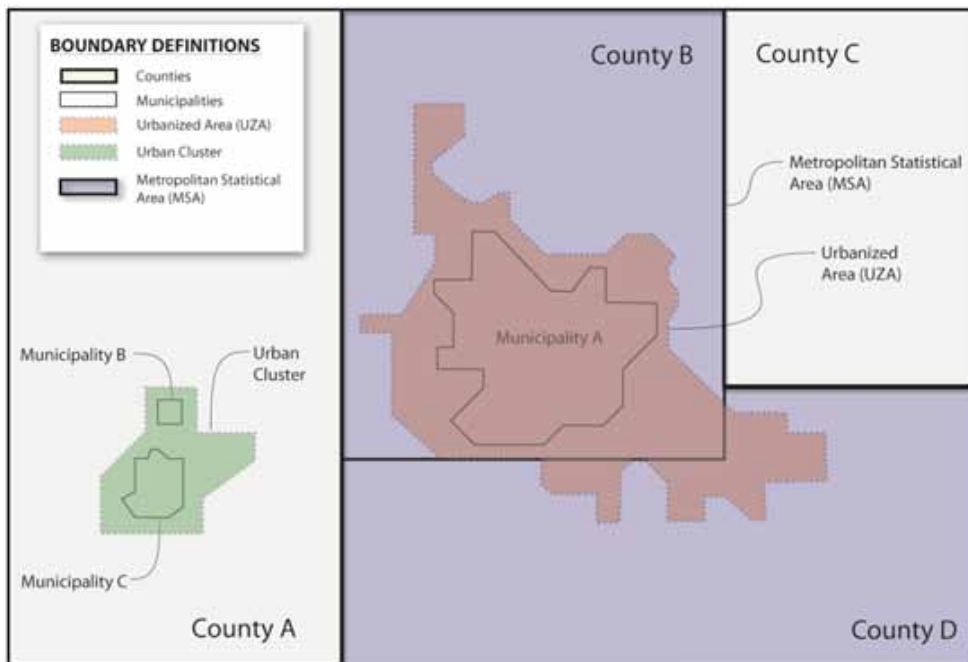 BOUNDARY DEFINITIONS
Counties
Municipalities
Urbanized Area (UZA)
Urban Cluster
Metropolitan Statistical
Area (MSA)
County B
County C
Metropolitan Statistical
Area (MSA)
Urbanized
Area (UZA)
Municipality A
Municipality B
Urban
Cluster
Municipality C
County A
County D